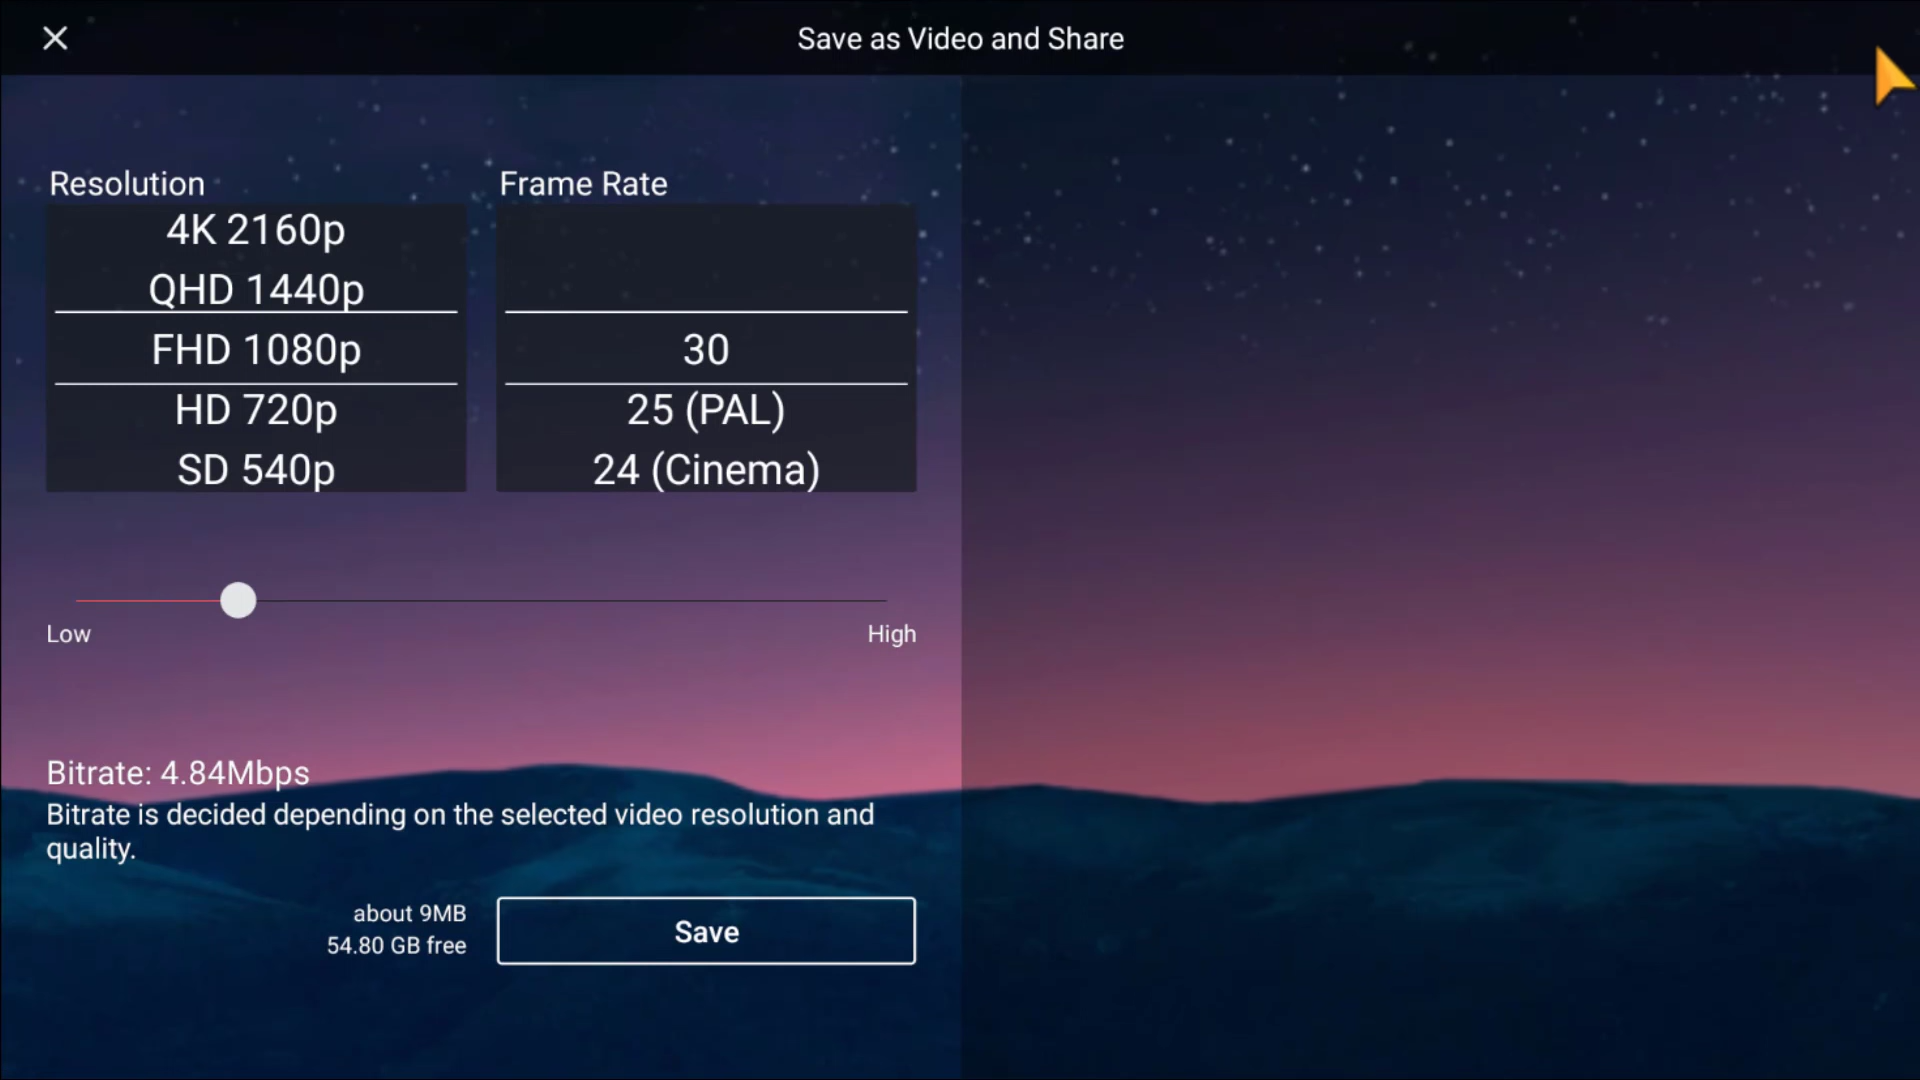 Save as Video and Share
Resolution
Frame Rate
4K 2160p
QHD 1440p
FHD 1080p
HD 720p
SD 540p
30
25 (PAL)
24 (Cinema)
Low
High
Bitrate: 4.84Mbps
Bitrate is decided depending on the selected video resolution and
quality.
about 9MB
54.80 GB free
Save